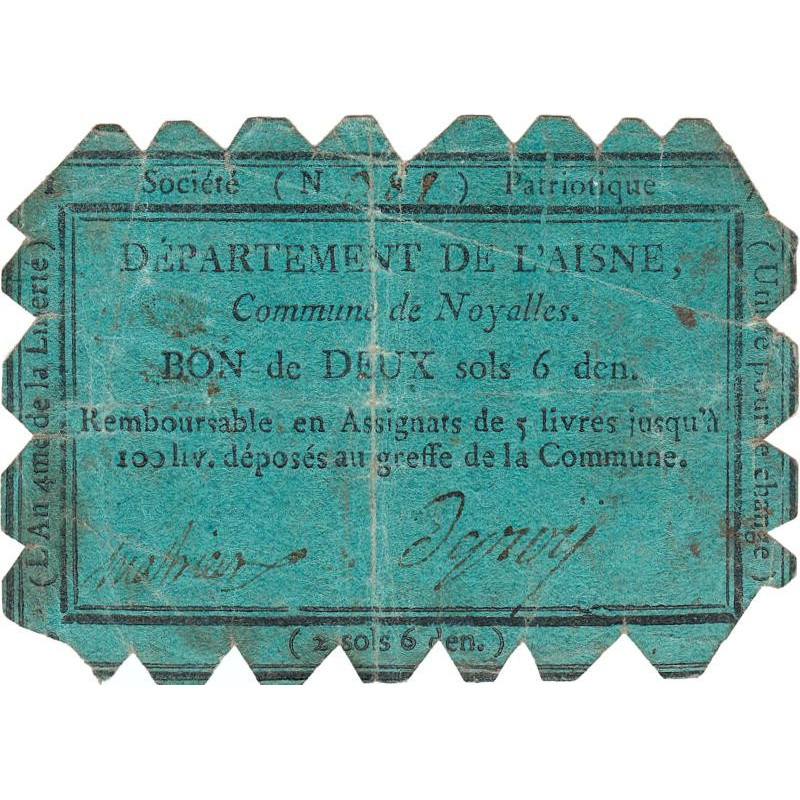 Société ( N 289 ) Patriotique
DÉPARTEMENT DE L'AISNE,
Commune de Noyalles.
BON de DEUX sols 6 den.
Remboursable en Assignats de 5 livres jusqu'à
100 liv. déposés au greffe de la Commune.
( 2 sols 6 den. )
( L'An 4me de la Liberté )
( Unité pour le change )